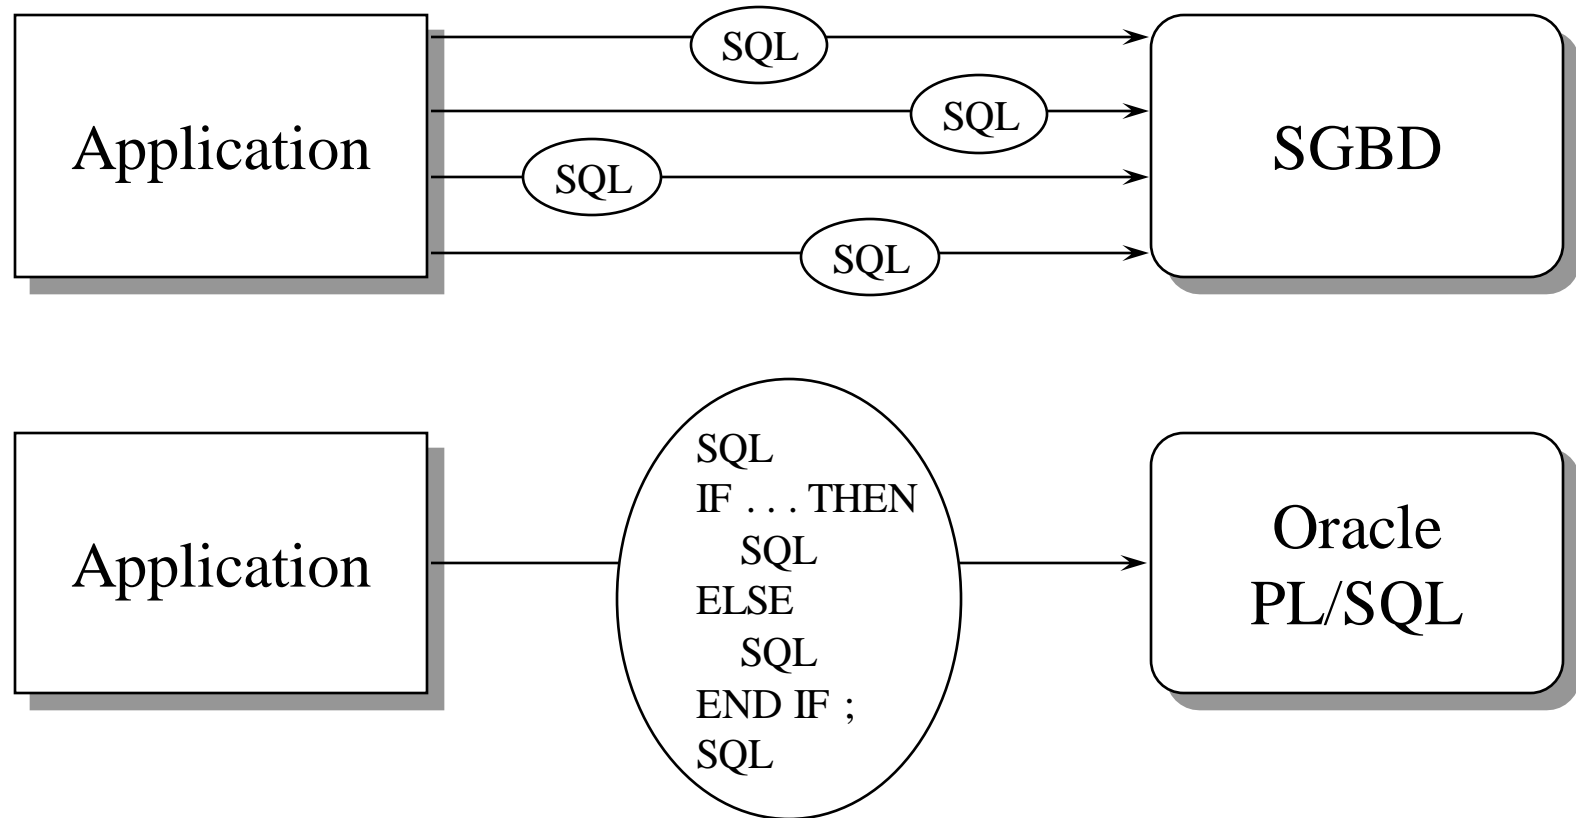 SQL
SQL
Application
SGBD
SQL
SQL
SQL
IF . . . THEN
SQL
ELSE
SQL
END IF ;
SQL
Application
Oracle
PL/SQL